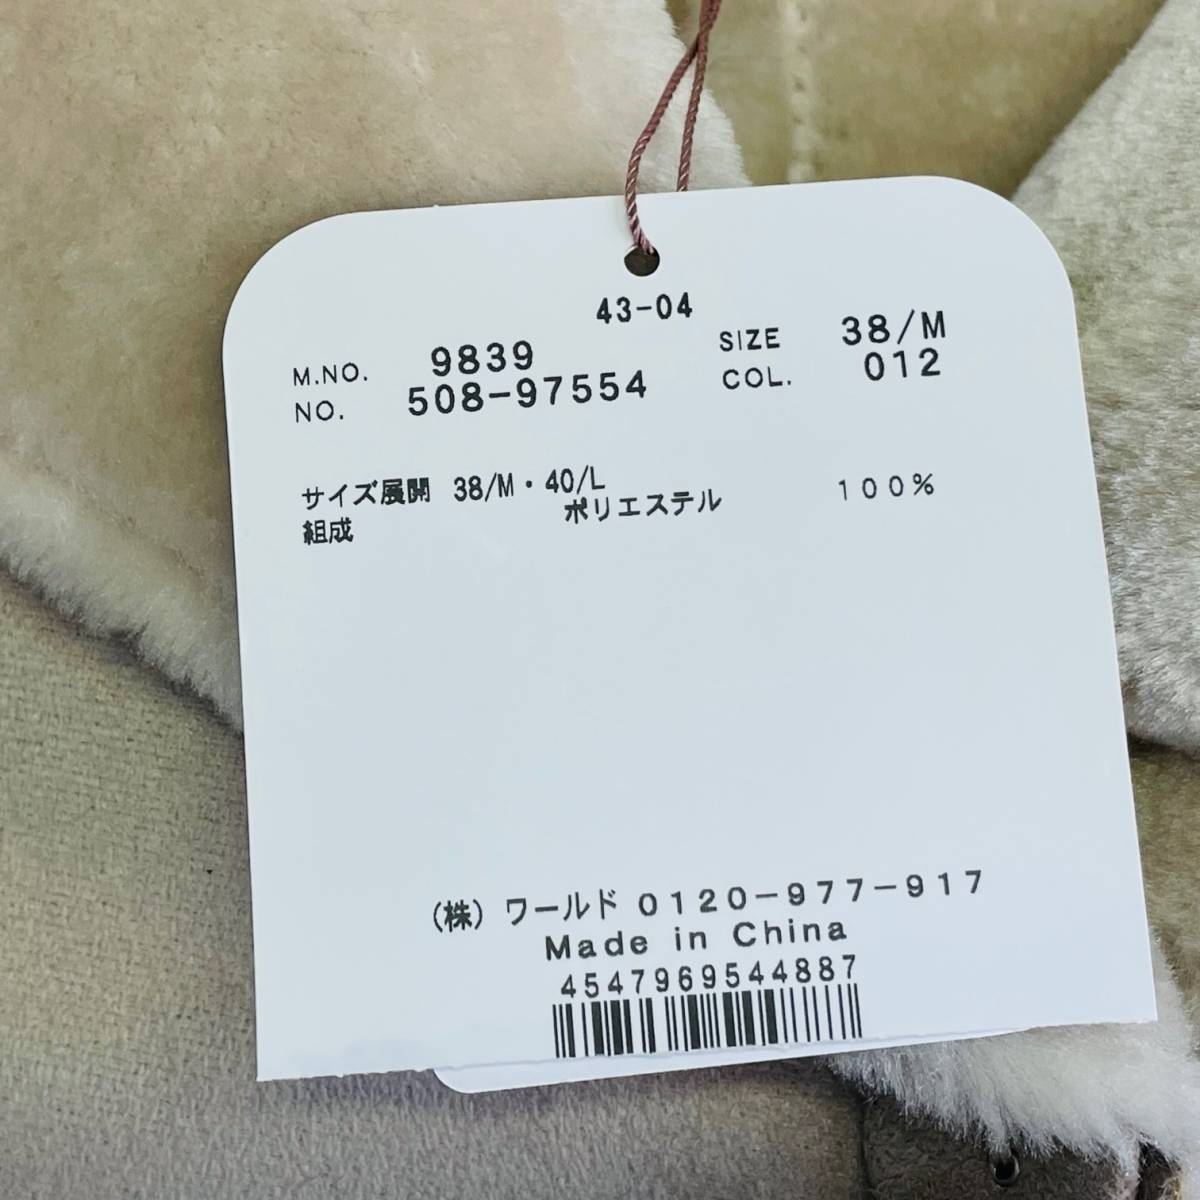 43-04
M.NO. 9839 SIZE 38/M
NO. 508-97554 COL. 012
サイズ展開 38/M・40/L
組成 ポリエステル 100%
(株) ワールド 0120-977-917
Made in China
4547969544887